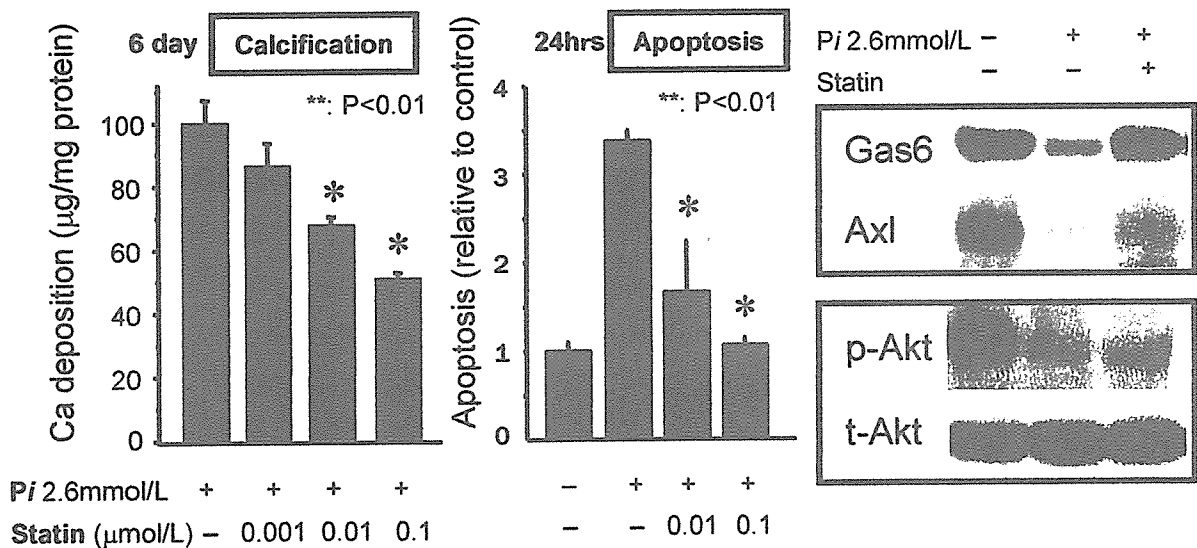 6 day Calcification
**: P<0.01
Ca deposition (µg/mg protein)
100
80
60
40
20
0
*
*
Pi 2.6mmol/L + + + +
Statin (µmol/L) – 0.001 0.01 0.1
24hrs Apoptosis
**: P<0.01
Apoptosis (relative to control)
4
3
2
1
0
*
*
– + + +
– – 0.01 0.1
Pi 2.6mmol/L – + +
Statin – – +
Gas6
Axl
p-Akt
t-Akt